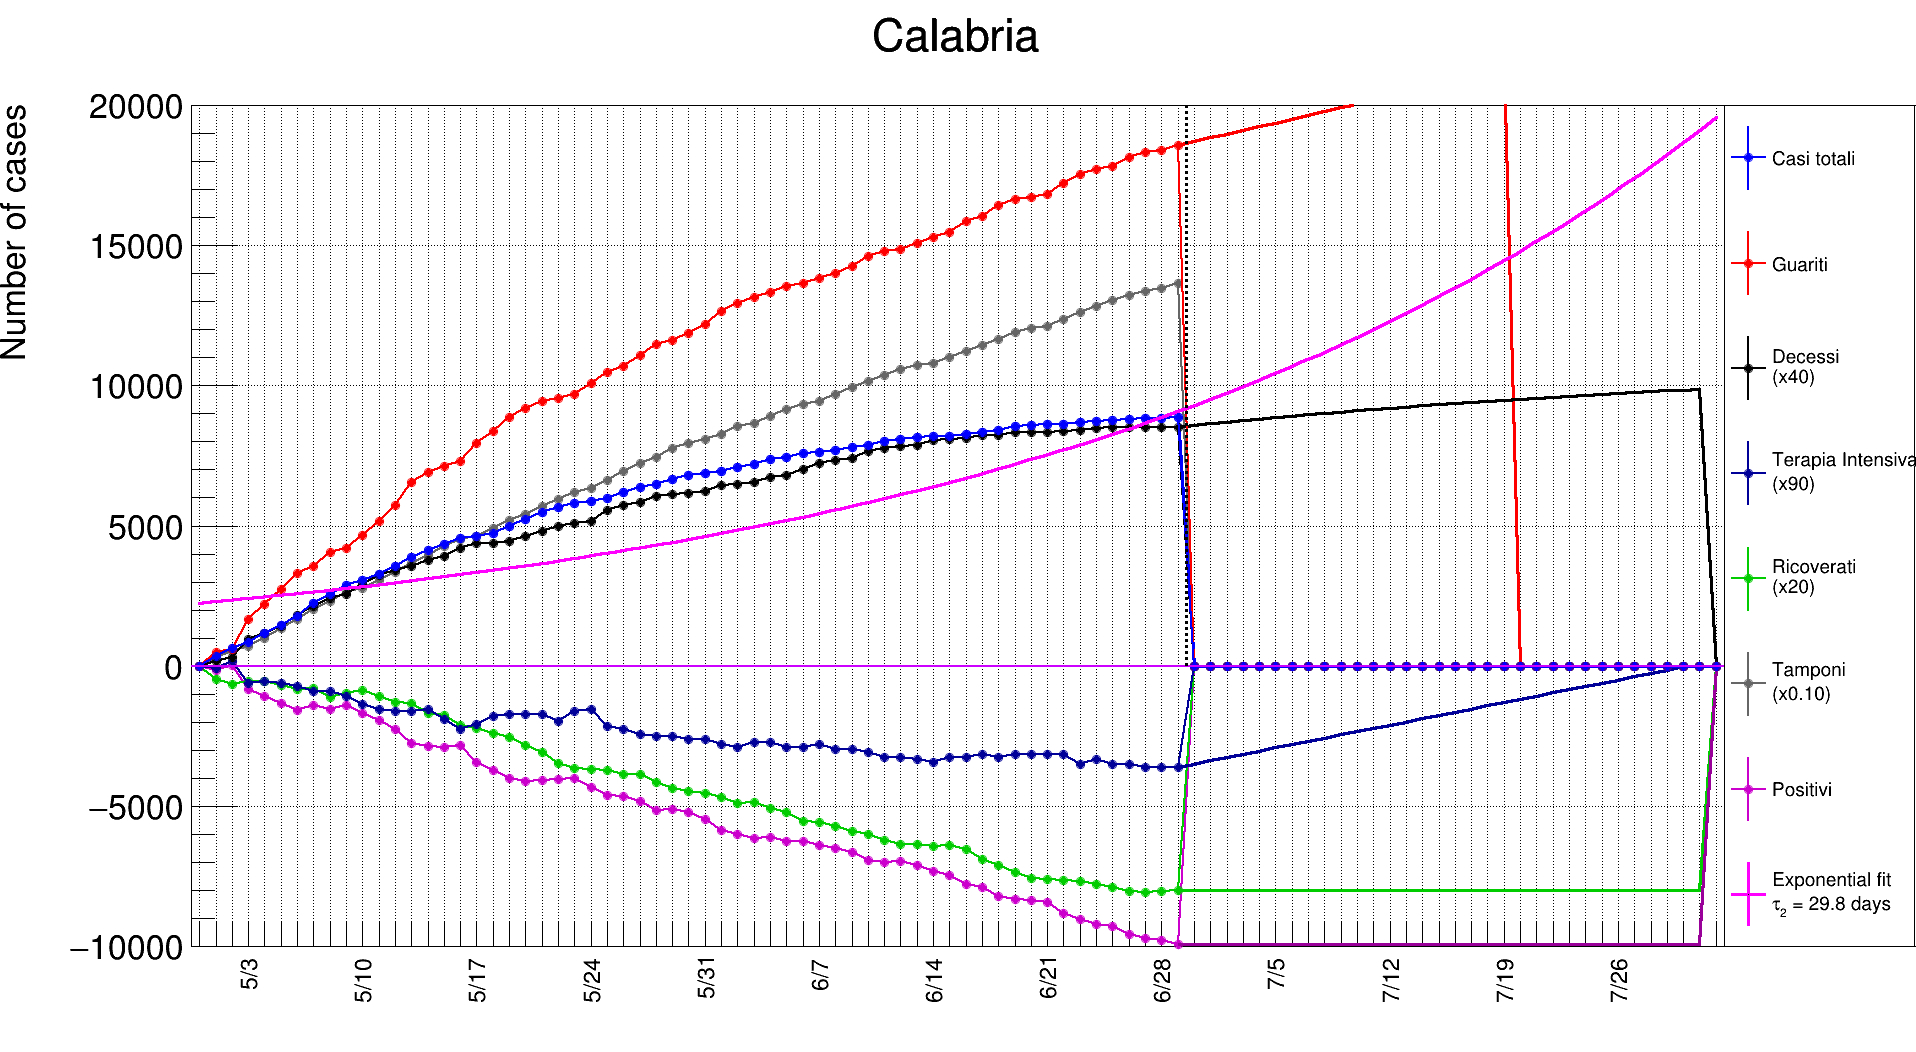 Calabria
Number of cases
20000
15000
10000
5000
0
−5000
−10000
5/3
5/10
5/17
5/24
5/31
6/7
6/14
6/21
6/28
7/5
7/12
7/19
7/26
Casi totali
Guariti
Decessi
(x40)
Terapia Intensiva
(x90)
Ricoverati
(x20)
Tamponi
(x0.10)
Positivi
Exponential fit
τ₂ = 29.8 days